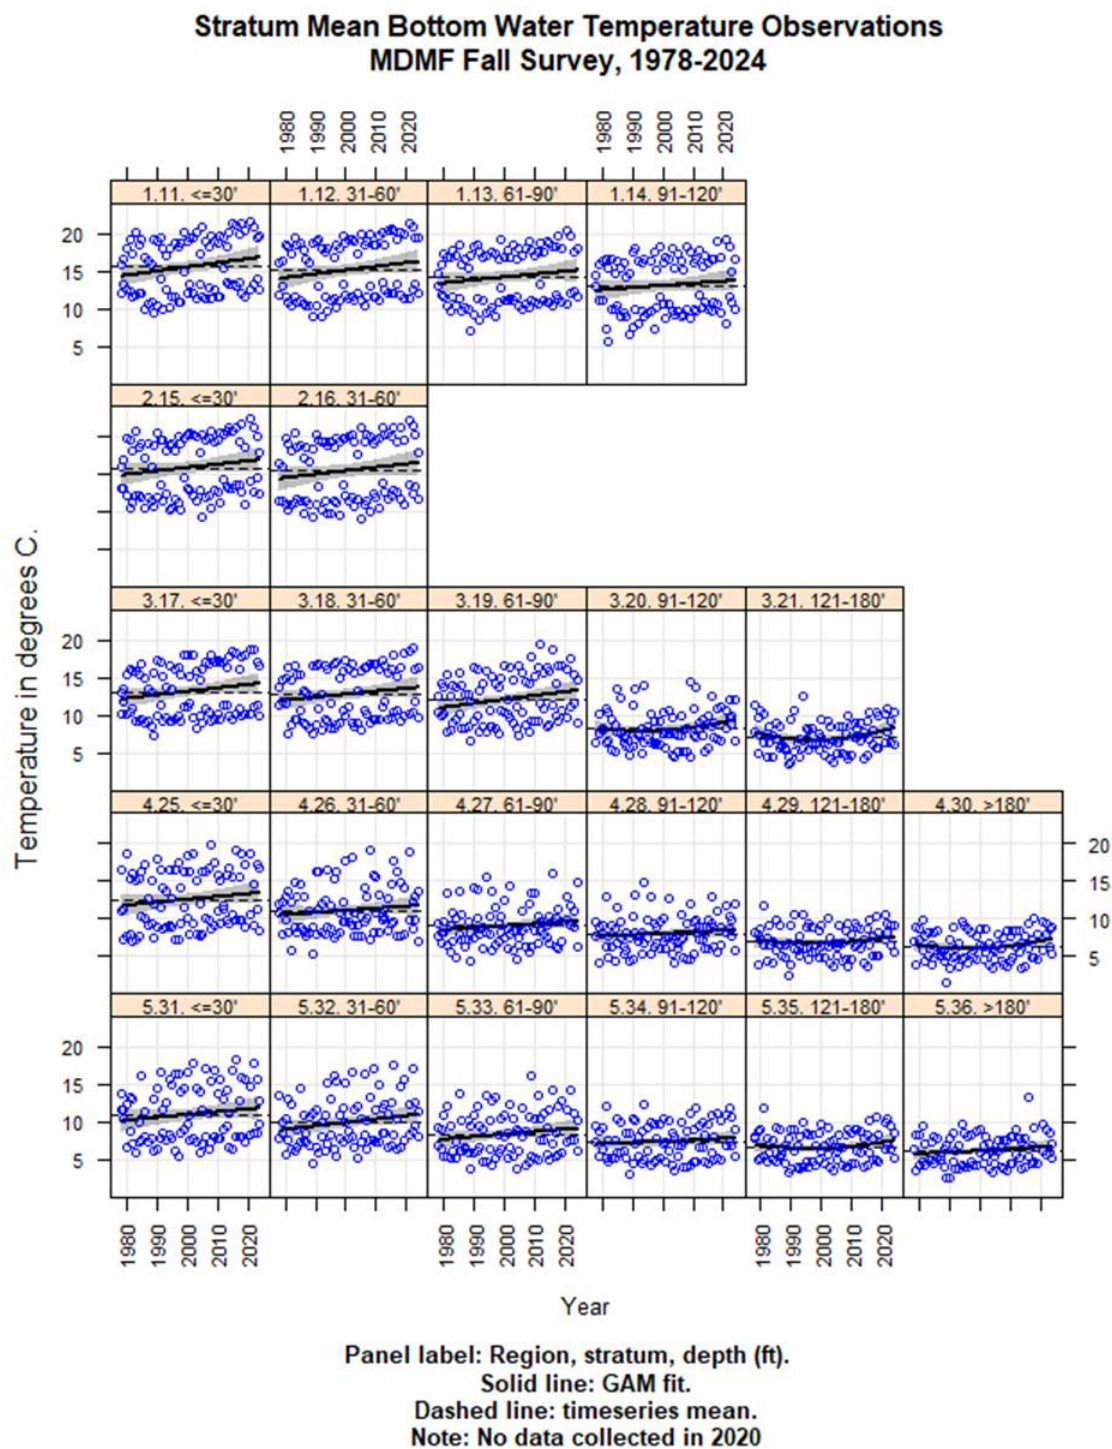 Stratum Mean Bottom Water Temperature Observations
MDMF Fall Survey, 1978-2024
1980 1990 2000 2010 2020 1980 1990 2000 2010 2020
1.11. <=30' 1.12. 31-60' 1.13. 61-90' 1.14. 91-120'
20
15
10
5
2.15. <=30' 2.16. 31-60'
Temperature in degrees C.
3.17. <=30' 3.18. 31-60' 3.19. 61-90' 3.20. 91-120' 3.21. 121-180'
20
15
10
5
4.25. <=30' 4.26. 31-60' 4.27. 61-90' 4.28. 91-120' 4.29. 121-180' 4.30. >180'
20
15
10
5
5.31. <=30' 5.32. 31-60' 5.33. 61-90' 5.34. 91-120' 5.35. 121-180' 5.36. >180'
20
15
10
5
1980 1990 2000 2010 2020 1980 1990 2000 2010 2020 1980 1990 2000 2010 2020
Year
Panel label: Region, stratum, depth (ft).
Solid line: GAM fit.
Dashed line: timeseries mean.
Note: No data collected in 2020